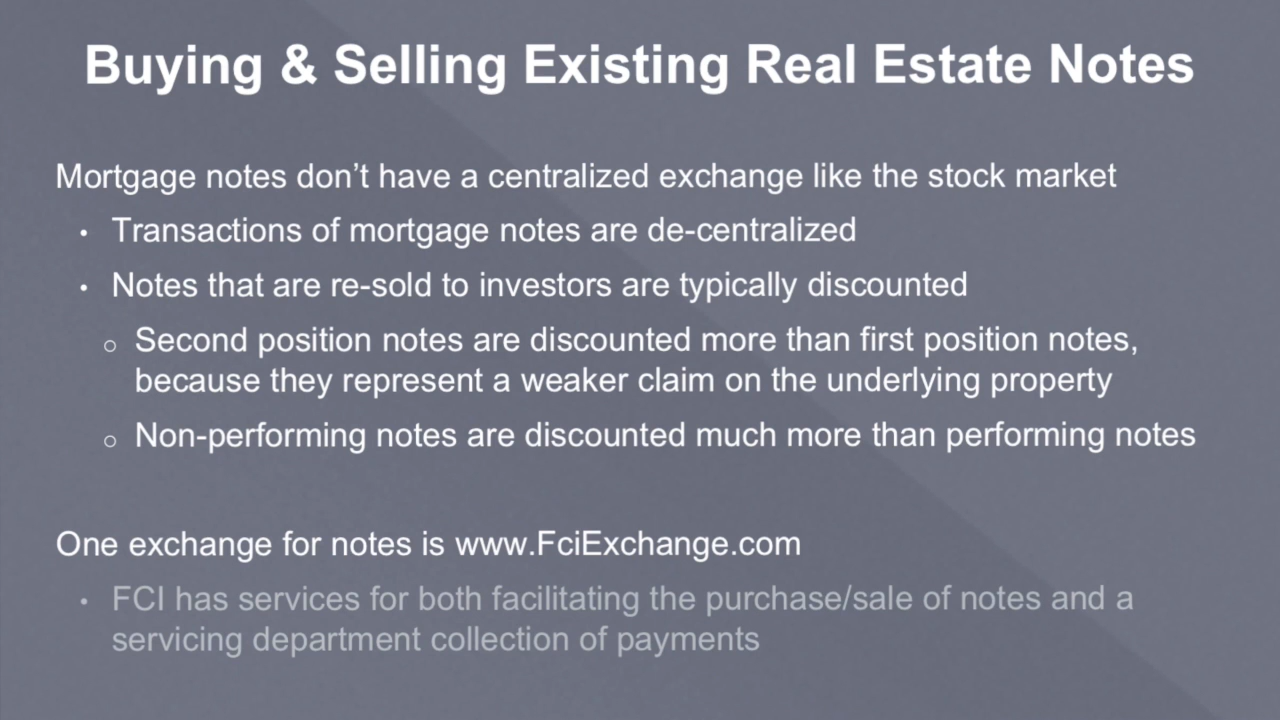 Buying & Selling Existing Real Estate Notes
Mortgage notes don’t have a centralized exchange like the stock market
• Transactions of mortgage notes are de-centralized
• Notes that are re-sold to investors are typically discounted
○ Second position notes are discounted more than first position notes,
because they represent a weaker claim on the underlying property
○ Non-performing notes are discounted much more than performing notes
One exchange for notes is www.FciExchange.com
• FCI has services for both facilitating the purchase/sale of notes and a
servicing department collection of payments